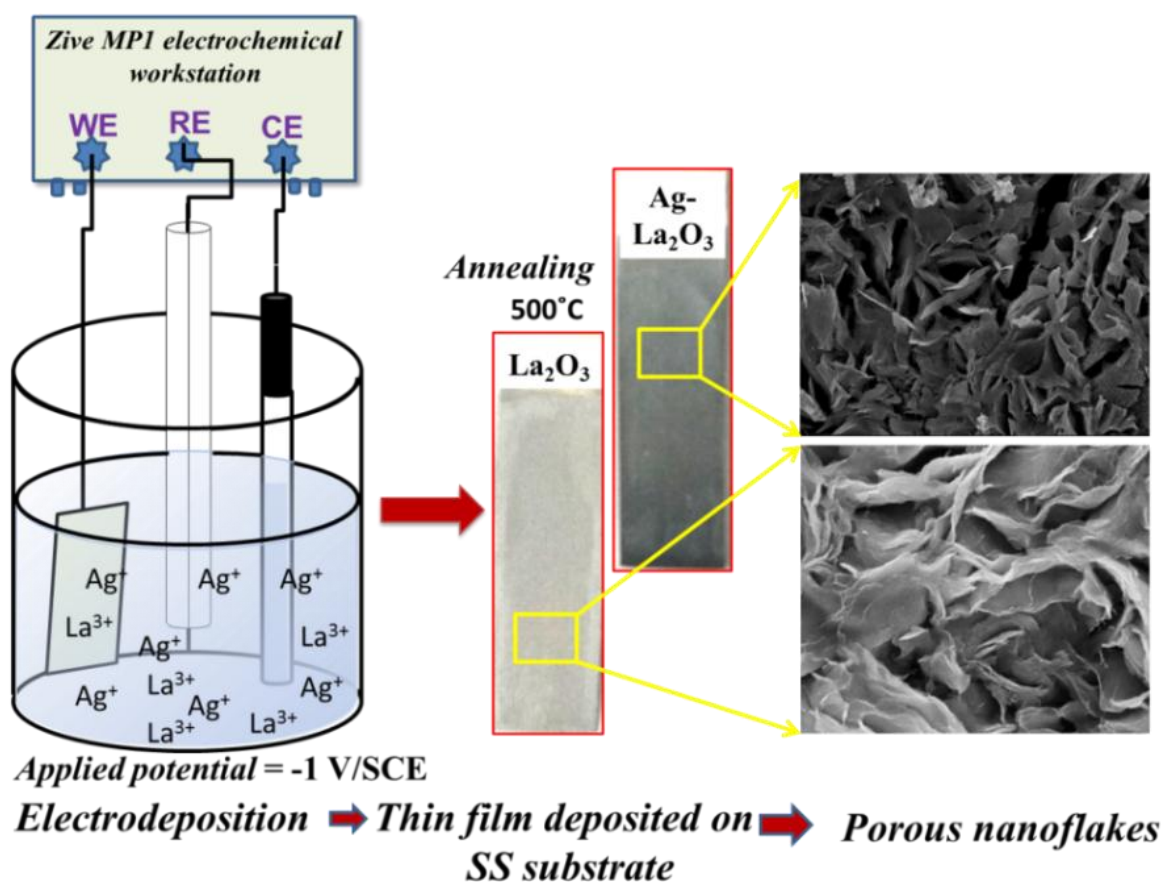 Zive MP1 electrochemical
workstation
WE RE CE
Ag-
La₂O₃
Annealing
500˚C
La₂O₃
Ag⁺ Ag⁺ Ag⁺
La³⁺ Ag⁺ La³⁺
Ag⁺ La³⁺ Ag⁺ Ag⁺
La³⁺ La³⁺
Applied potential = -1 V/SCE
Electrodeposition Thin film deposited on Porous nanoflakes
SS substrate